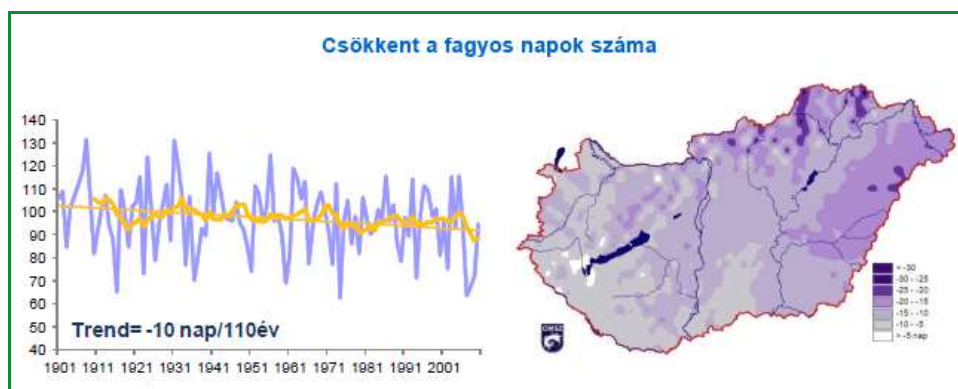 Csökkent a fagyos napok száma
140
130
120
110
100
90
80
70
60
50
40
Trend= -10 nap/110év
1901 1911 1921 1931 1941 1951 1961 1971 1981 1991 2001
OMSZ
< -30
-30 - -25
-25 - -20
-20 - -15
-15 - -10
-10 - -5
> -5 nap